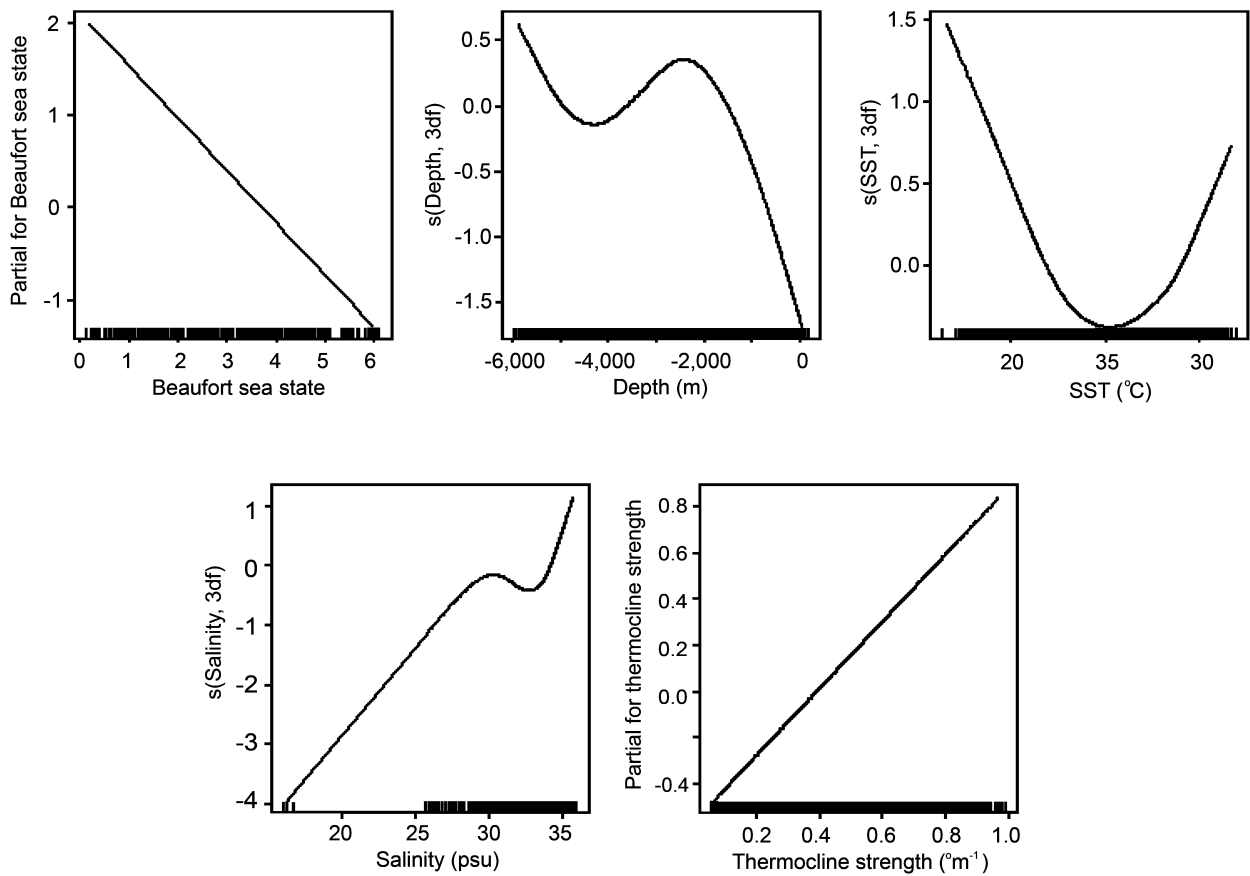 Partial for Beaufort sea state
2
1
0
-1
0 1 2 3 4 5 6
Beaufort sea state
s(Depth, 3df)
0.5
0.0
-0.5
-1.0
-1.5
-6,000 -4,000 -2,000 0
Depth (m)
s(SST, 3df)
1.5
1.0
0.5
0.0
20 35 30
SST (°C)
s(Salinity, 3df)
1
0
-1
-2
-3
-4
20 25 30 35
Salinity (psu)
Partial for thermocline strength
0.8
0.6
0.4
0.2
0.0
-0.4
0.2 0.4 0.6 0.8 1.0
Thermocline strength (°m⁻¹)